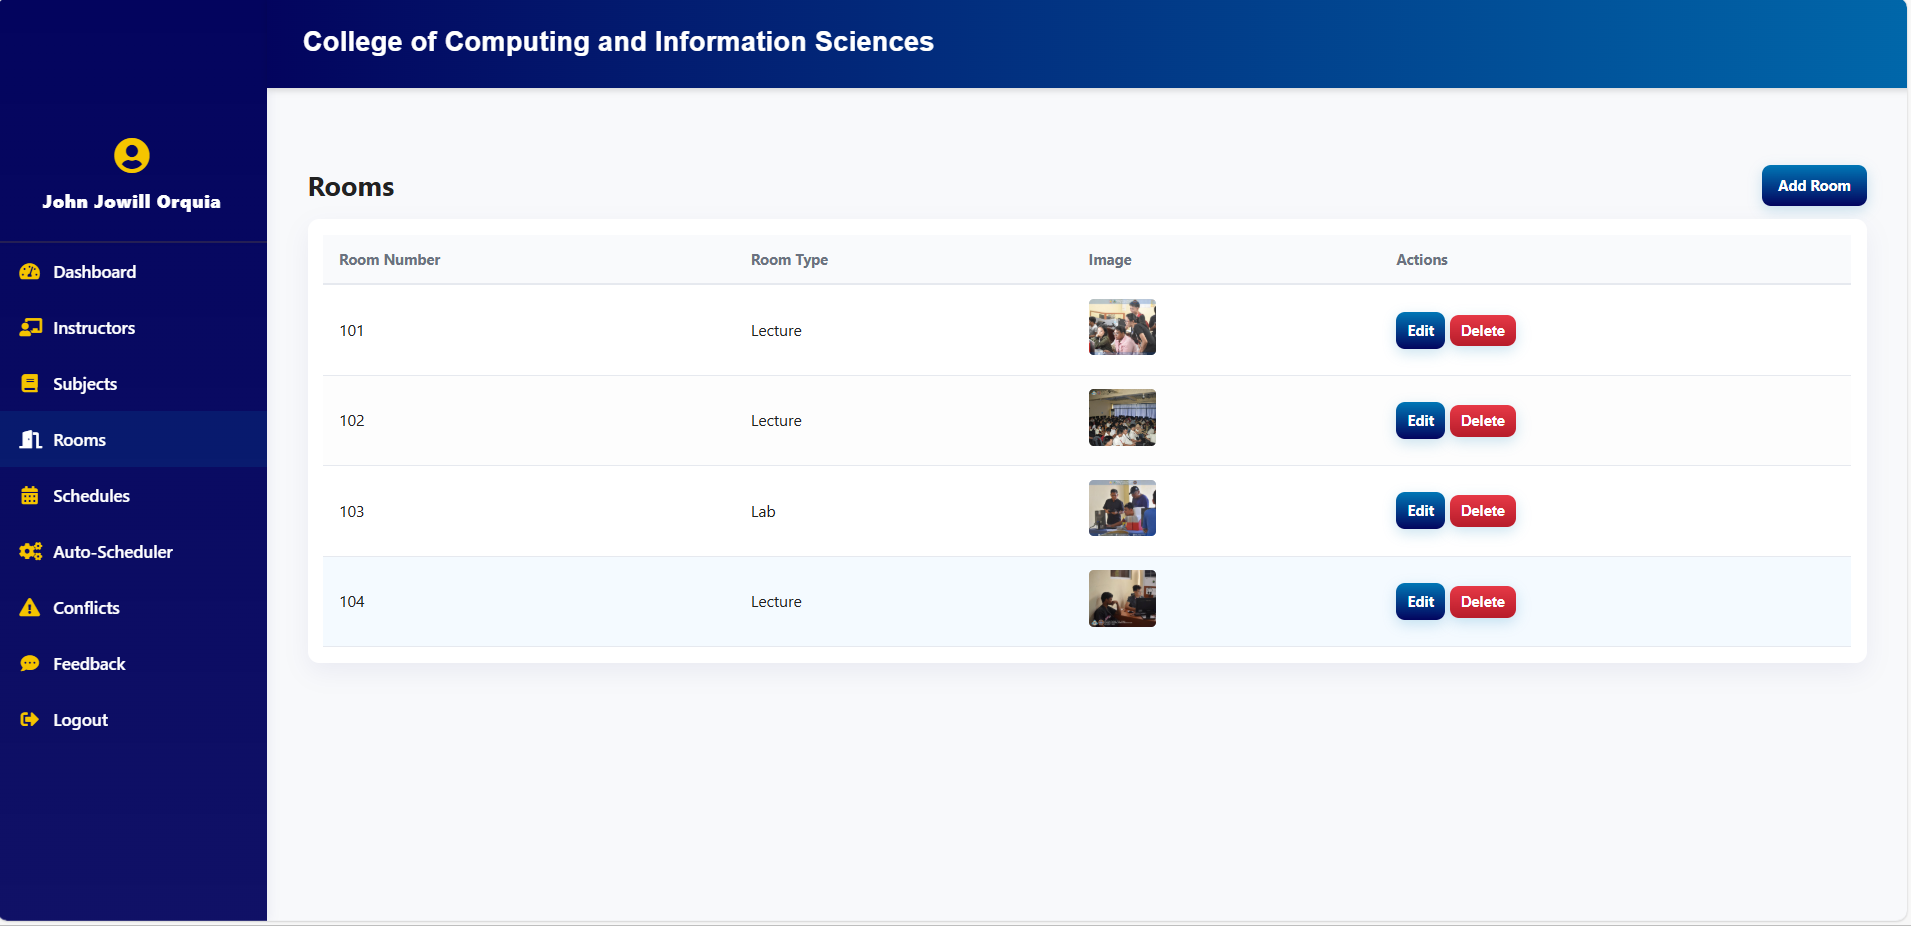 College of Computing and Information Sciences
John Jowill Orquia
Dashboard
Instructors
Subjects
Rooms
Schedules
Auto-Scheduler
Conflicts
Feedback
Logout
Rooms
Add Room
Room Number Room Type Image Actions
101 Lecture Edit Delete
102 Lecture Edit Delete
103 Lab Edit Delete
104 Lecture Edit Delete